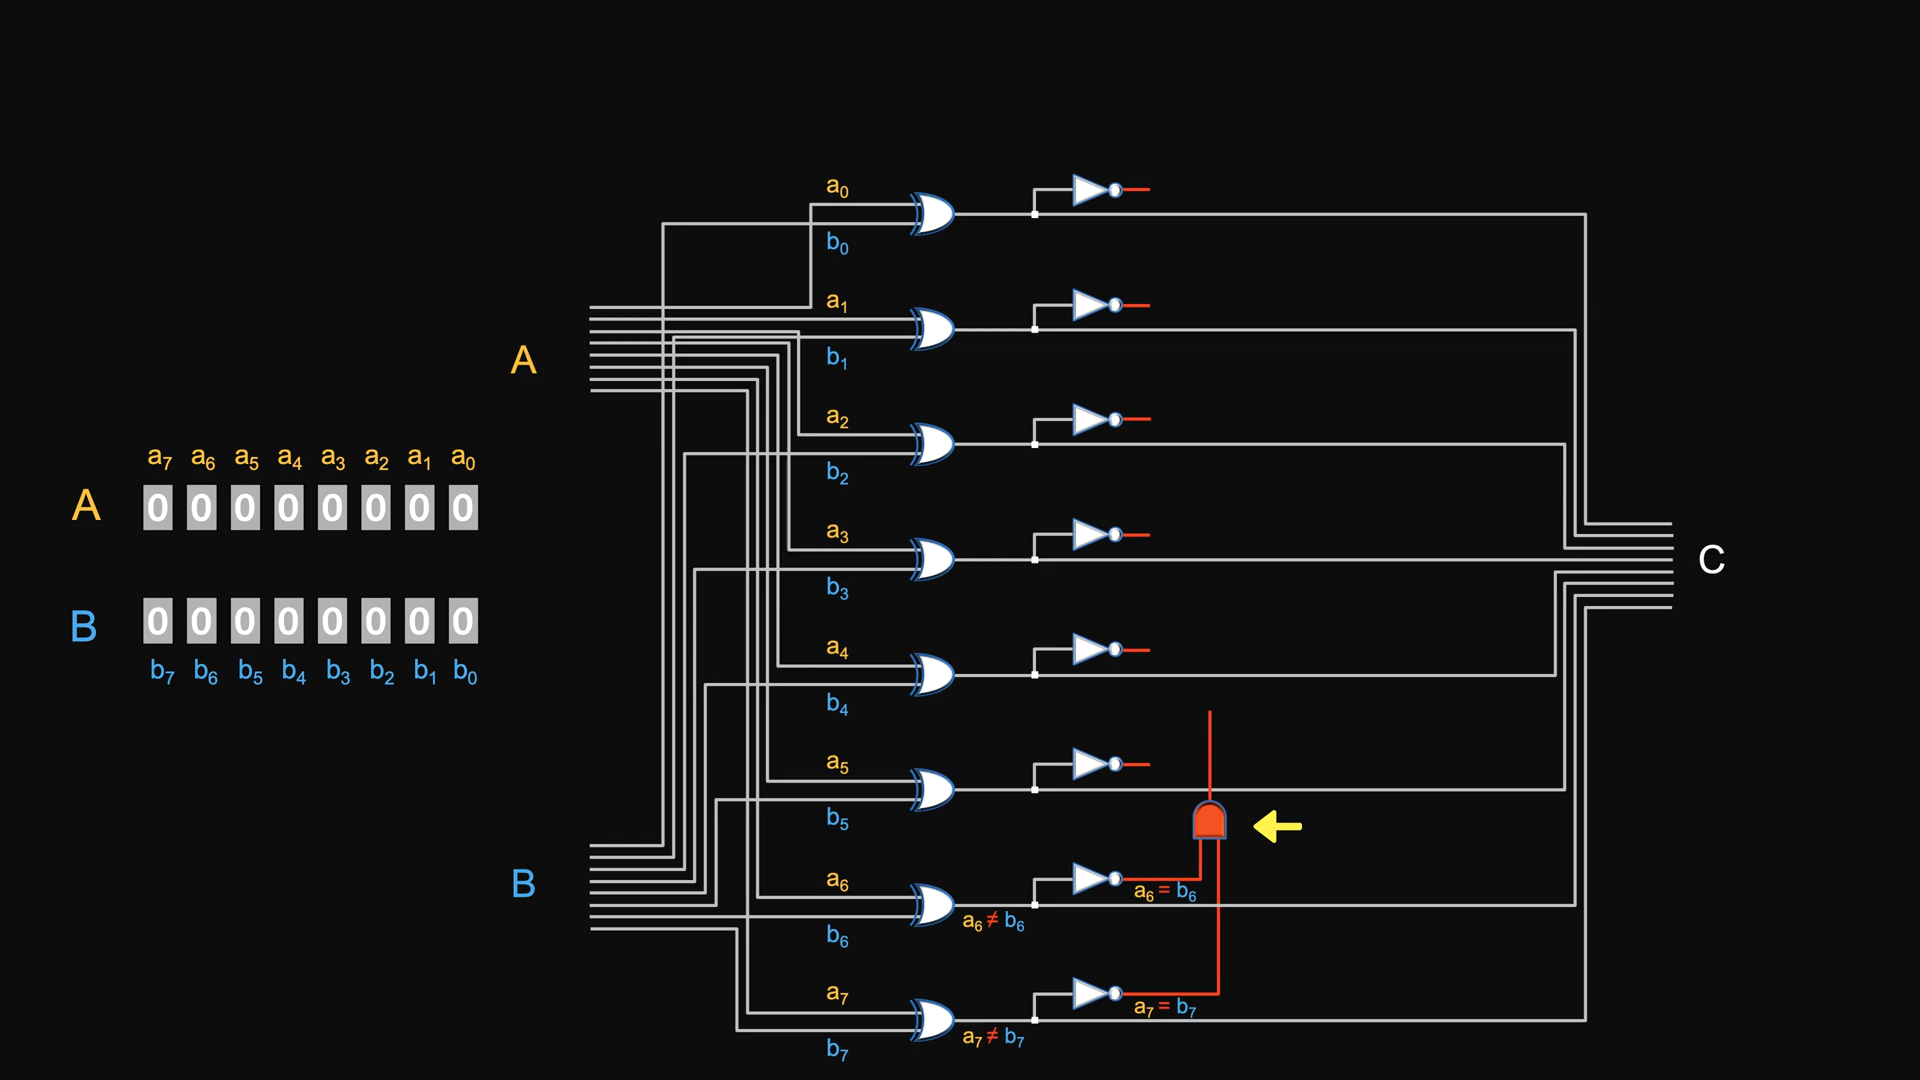 a₇ a₆ a₅ a₄ a₃ a₂ a₁ a₀
A 0 0 0 0 0 0 0 0
B 0 0 0 0 0 0 0 0
b₇ b₆ b₅ b₄ b₃ b₂ b₁ b₀
A
B
a₀
b₀
a₁
b₁
a₂
b₂
a₃
b₃
a₄
b₄
a₅
b₅
a₆
b₆
a₆ ≠ b₆
a₆ = b₆
a₇
b₇
a₇ ≠ b₇
a₇ = b₇
C